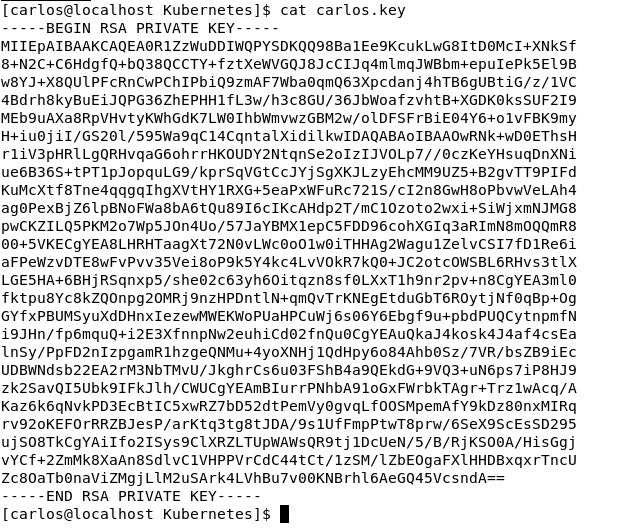 [carlos@localhost Kubernetes]$ cat carlos.key
-----BEGIN RSA PRIVATE KEY-----
MIIEpAIBAAKCAQEA0R1ZzWuDDIWQPYSDKQQ98Ba1Ee9KcukLwG8ItD0McI+XNkSf
8+N2C+C6HdgfQ+bQ38QCCTY+fztXeWVGQJ8JcCIJq4mlmqJWBbm+epuIePk5El9B
w8YJ+X8QUlPFcRnCwPChIPbiQ9zmAF7Wba0qmQ63Xpcdanj4hTB6gUBtiG/z/1VC
4Bdrh8kyBuEiJQPG36ZhEPHH1fL3w/h3c8GU/36JbWoafzvhtB+XGDK0ksSUF2I9
MEb9uAXa8RpVHvtyKWhGdK7LW0IhbWmvwzGBM2w/olDFSFrBiE04Y6+o1vFBK9my
H+iu0jiI/GS20l/595Wa9qC14CqntalXidilkwIDAQABAoIBAAOwRNk+wD0EThsH
r1iV3pHRlLgQRHvqaG6ohrrHKOUDY2NtqnSe2oIzIJVOLp7//0czKeYHsuqDnXNi
ue6B36S+tPT1pJopquLG9/kprSqVGtCcJYjSgXKJLzyEhcMM9UZ5+B2gvTT9PIFd
KuMcXtf8Tne4qqgqIhgXVtHY1RXG+5eaPxWFuRc721S/cI2n8GwH8oPbvwVeLAh4
ag0PexBjZ6lpBNoFWa8bA6tQu89I6cIKcAHdp2T/mC1Ozoto2wxi+SiWjxmNJMG8
pwCKZILQ5PKM2o7Wp5JOn4Uo/57JaYBMX1epC5FDD96cohXGIq3aRImN8mOQQmR8
00+5VKECgYEA8LHRHTaagXt72N0vLWc0oO1w0iTHHAg2Wagu1ZelvCSI7fD1Re6i
aFPeWzvDTE8wFvPvv35Vei8oP9k5Y4kc4LvVOkR7kQ0+JC2otcOWSBL6RHvs3tlX
LGE5HA+6BHjRSqnxp5/she02c63yh6Oitqzn8sf0LXxT1h9nr2pv+n8CgYEA3ml0
fktpu8Yc8kZQOnpg2OMRj9nzHPDntlN+qmQvTrKNEgEtduGbT6ROytjNf0qBp+Og
GYfxPBUMSyuXdDHnxIezewMWEKWoPUaHPCuWj6s06Y6Ebgf9u+pbdPUQCytnpmfN
i9JHn/fp6mquQ+i2E3XfnnpNw2euhiCd02fnQu0CgYEAuQkaJ4kosk4J4af4csEa
lnSy/PpFD2nIzpgamR1hzgeQNMu+4yoXNHj1QdHpy6o84Ahb0Sz/7VR/bsZB9iEc
UDBWNdsb22EA2rM3NbTMvU/JkghrCs6u03FShB4a9QEkdG+9VQ3+uN6ps7iP8HJ9
zk2SavQI5Ubk9IFkJlh/CWUCgYEAmBIurrPNhbA91oGxFWrbkTAgr+Trz1wAcq/A
Kaz6k6qNvkPD3EcBtIC5xwRZ7bD52dtPemVy0gvqLfOOSMpemAfY9kDz80nxMIRq
rv92oKEFOrRRZBJesP/arKtq3tg8tJDA/9s1UfFmpPtwT8prw/6SeX9ScEsSD295
ujSO8TkCgYAiIfo2ISys9ClXRZLTUpWAWsQR9tj1DcUeN/5/B/RjKSO0A/HisGgj
vYCf+2ZmMk8XaAn8SdlvC1VHPPVrCdC44tCt/1zSM/lZbEOgaFXlHHDBxqxrTncU
Zc8OaTb0naViZMgjLlM2uSArk4LVhBu7v00KNBrhl6AeGQ45VcsndA==
-----END RSA PRIVATE KEY-----
[carlos@localhost Kubernetes]$